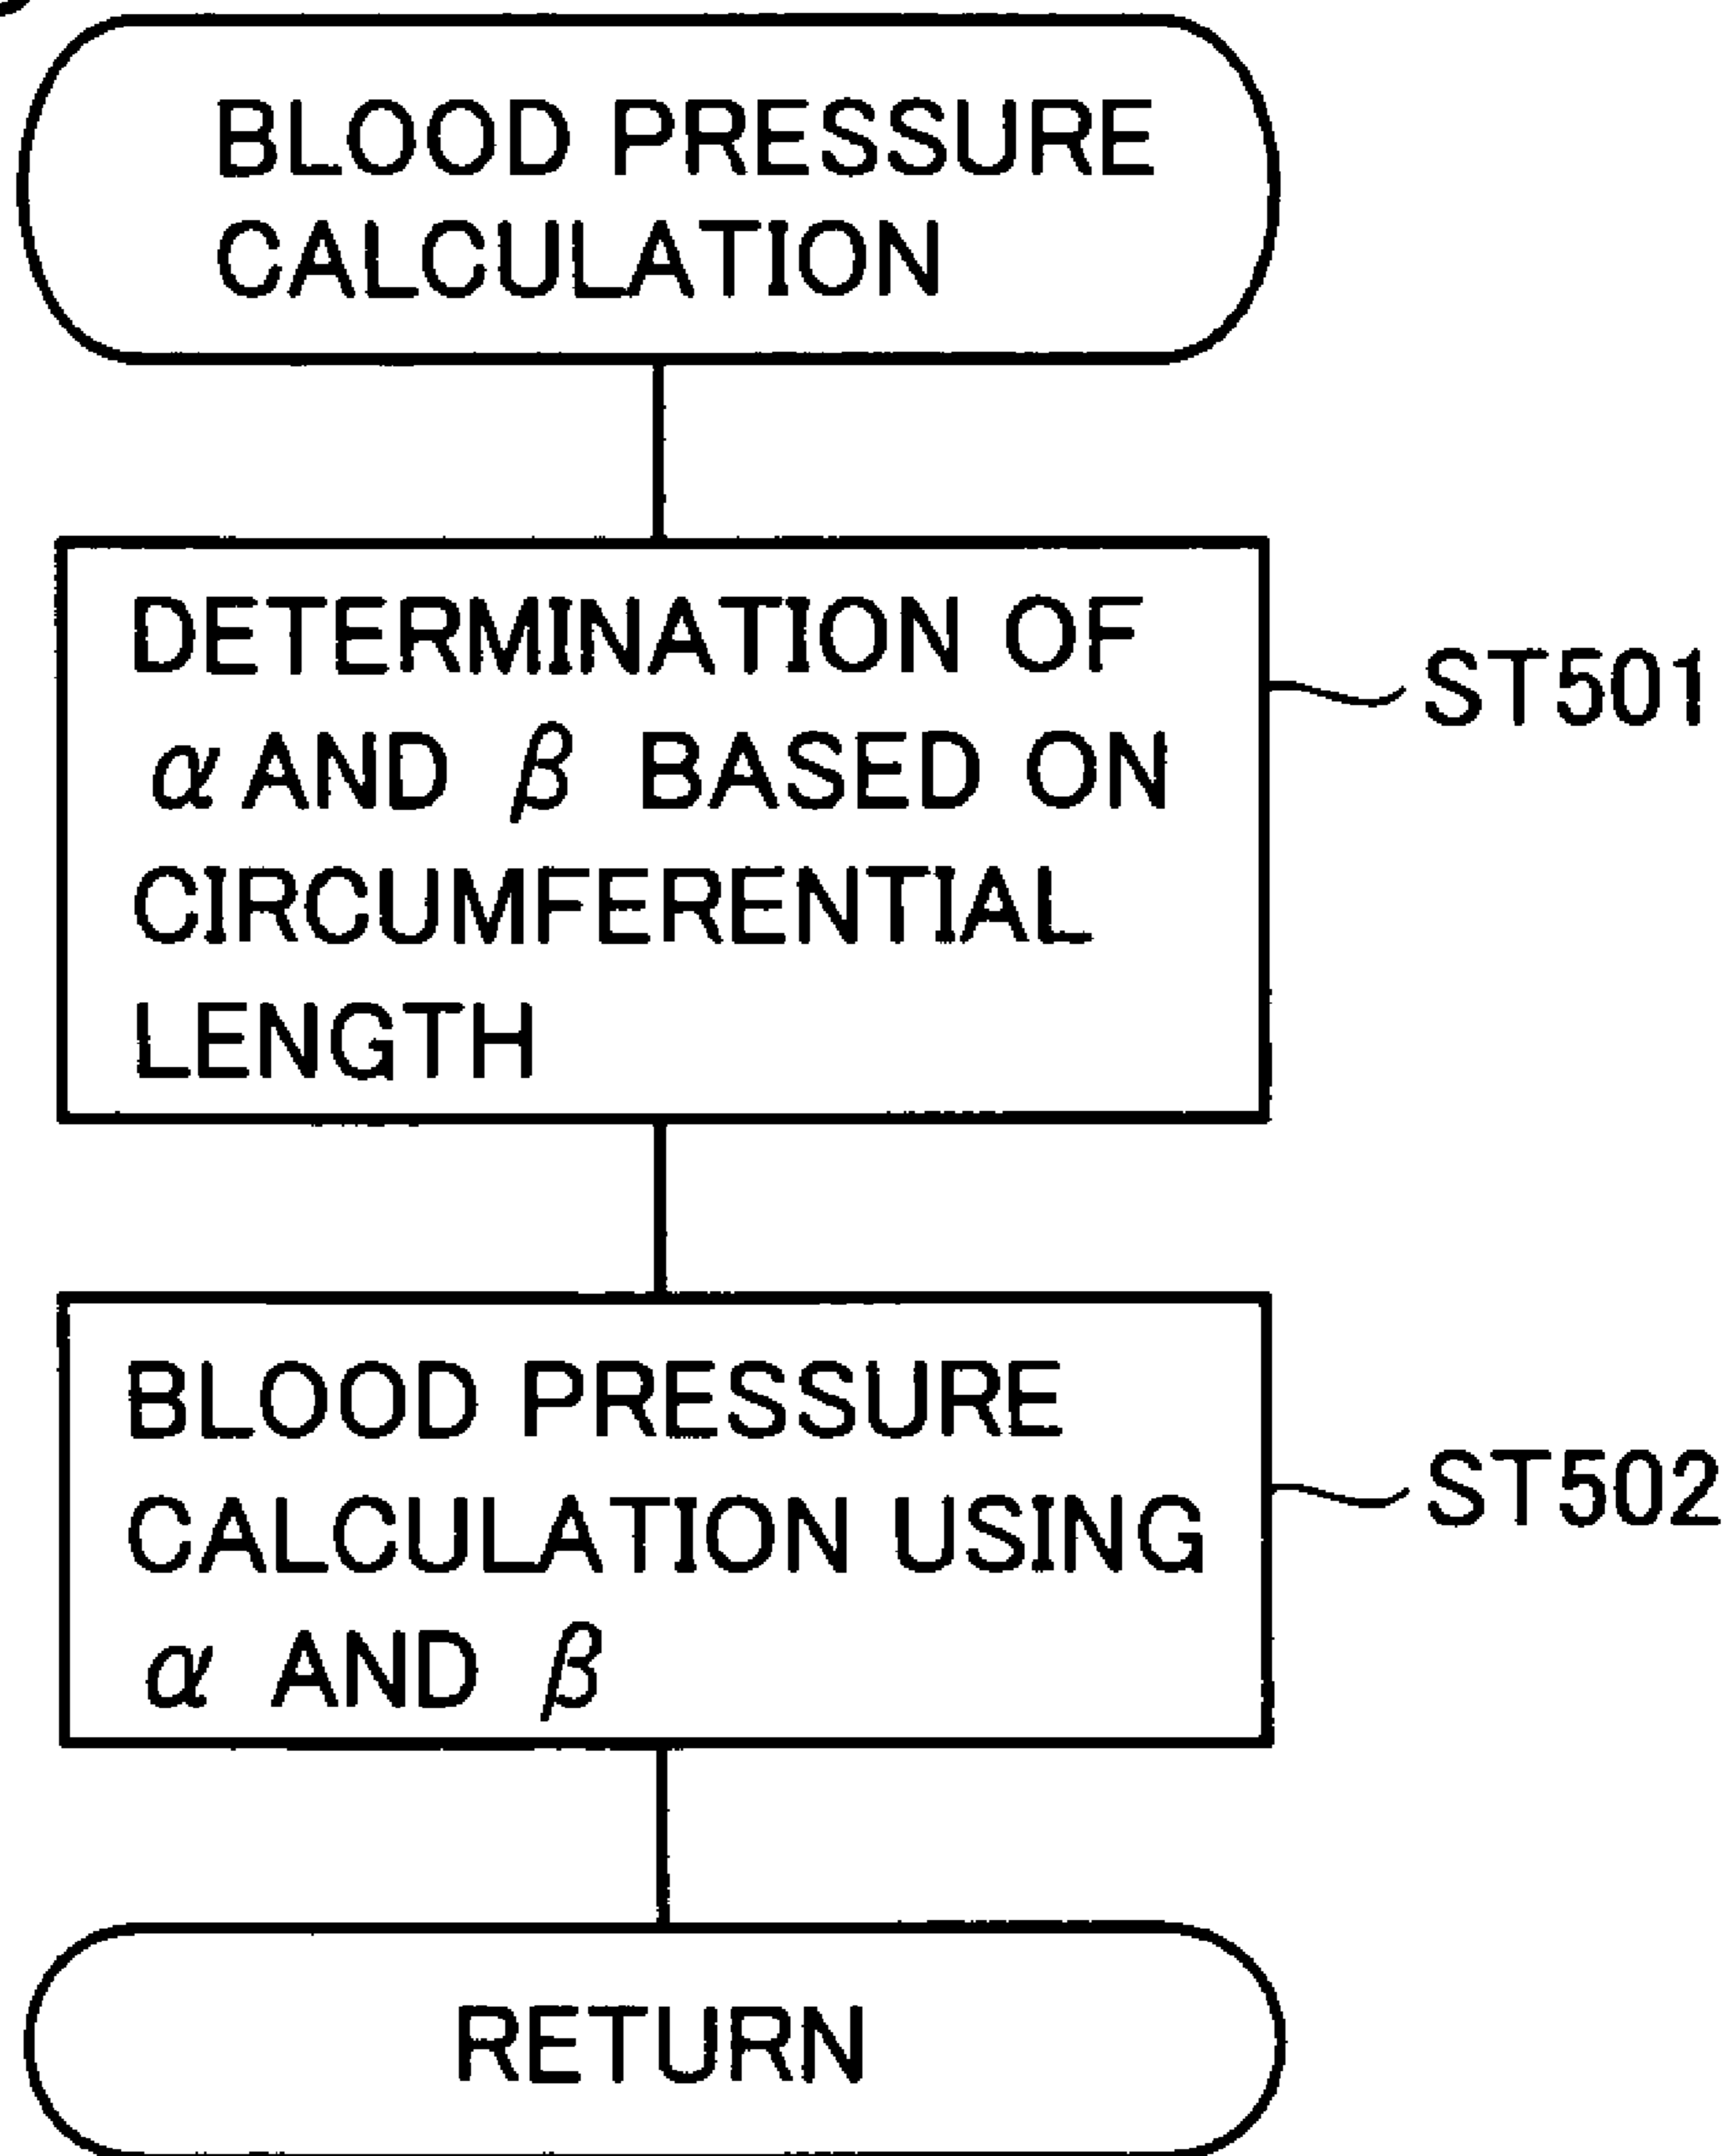 BLOOD PRESSURE
CALCULATION
DETERMINATION OF
α AND β BASED ON
CIRCUMFERENTIAL
LENGTH
ST501
BLOOD PRESSURE
CALCULATION USING
α AND β
ST502
RETURN